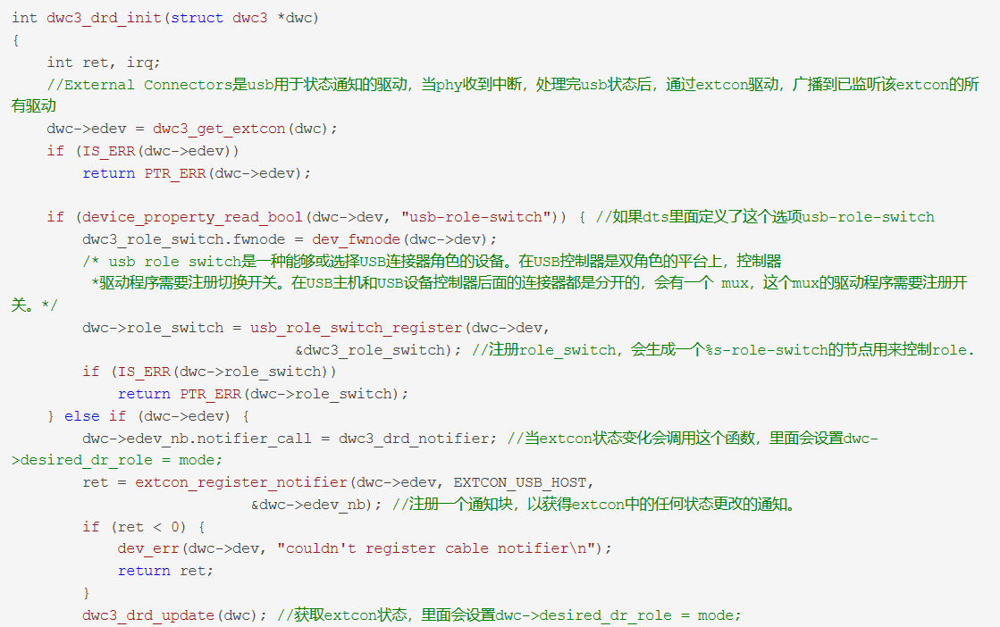 int dwc3_drd_init(struct dwc3 *dwc)
{
    int ret, irq;
    //External Connectors是usb用于状态通知的驱动，当phy收到中断，处理完usb状态后，通过extcon驱动，广播到已监听该extcon的所
有驱动
    dwc->edev = dwc3_get_extcon(dwc);
    if (IS_ERR(dwc->edev))
        return PTR_ERR(dwc->edev);

    if (device_property_read_bool(dwc->dev, "usb-role-switch")) { //如果dts里面定义了这个选项usb-role-switch
        dwc3_role_switch.fwnode = dev_fwnode(dwc->dev);
        /* usb role switch是一种能够或选择USB连接器角色的设备。在USB控制器是双角色的平台上，控制器
         *驱动程序需要注册切换开关。在USB主机和USB设备控制器后面的连接器都是分开的，会有一个 mux，这个mux的驱动程序需要注册开
关。*/
        dwc->role_switch = usb_role_switch_register(dwc->dev,
                                &dwc3_role_switch); //注册role_switch，会生成一个%s-role-switch的节点用来控制role.
        if (IS_ERR(dwc->role_switch))
            return PTR_ERR(dwc->role_switch);
    } else if (dwc->edev) {
        dwc->edev_nb.notifier_call = dwc3_drd_notifier; //当extcon状态变化会调用这个函数，里面会设置dwc-
>desired_dr_role = mode;
        ret = extcon_register_notifier(dwc->edev, EXTCON_USB_HOST,
                           &dwc->edev_nb); //注册一个通知块，以获得extcon中的任何状态更改的通知。
        if (ret < 0) {
            dev_err(dwc->dev, "couldn't register cable notifier\n");
            return ret;
        }
        dwc3_drd_update(dwc); //获取extcon状态，里面会设置dwc->desired_dr_role = mode;